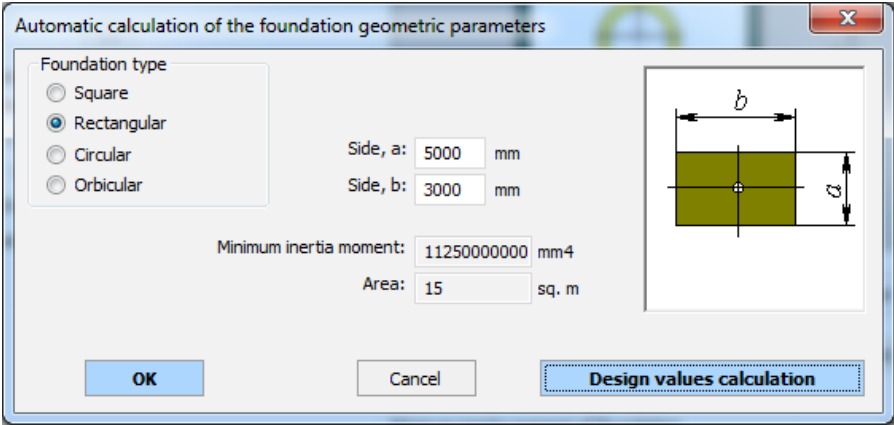 Automatic calculation of the foundation geometric parameters
Foundation type
Square
Rectangular
Circular
Orbicular
Side, a: 5000 mm
Side, b: 3000 mm
Minimum inertia moment: 11250000000 mm4
Area: 15 sq. m
b
a
OK Cancel Design values calculation